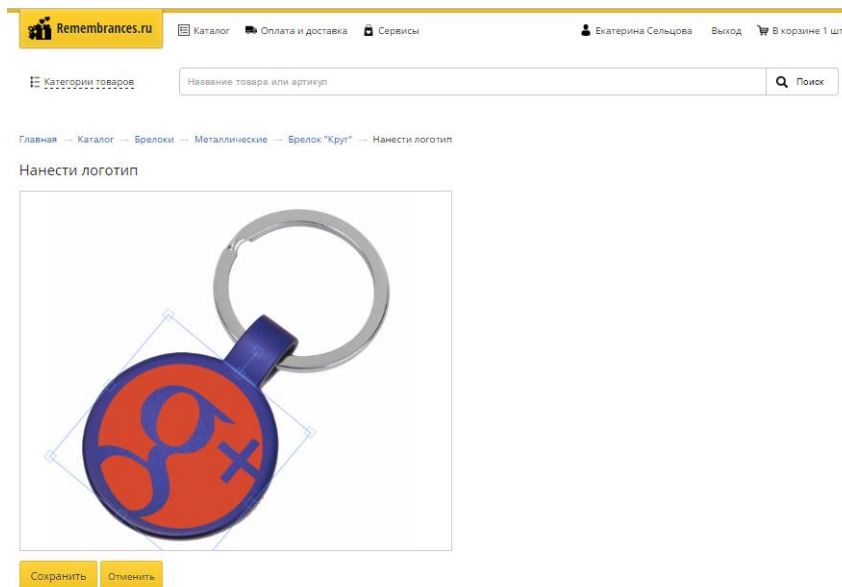 Remembrances.ru Каталог Оплата и доставка Сервисы Екатерина Сельцова Выход В корзине 1 шт
Категории товаров Название товара или артикул Поиск
Главная → Каталог → Брелоки → Металлические → Брелок "Круг" → Нанести логотип
Нанести логотип
g+
Сохранить Отменить